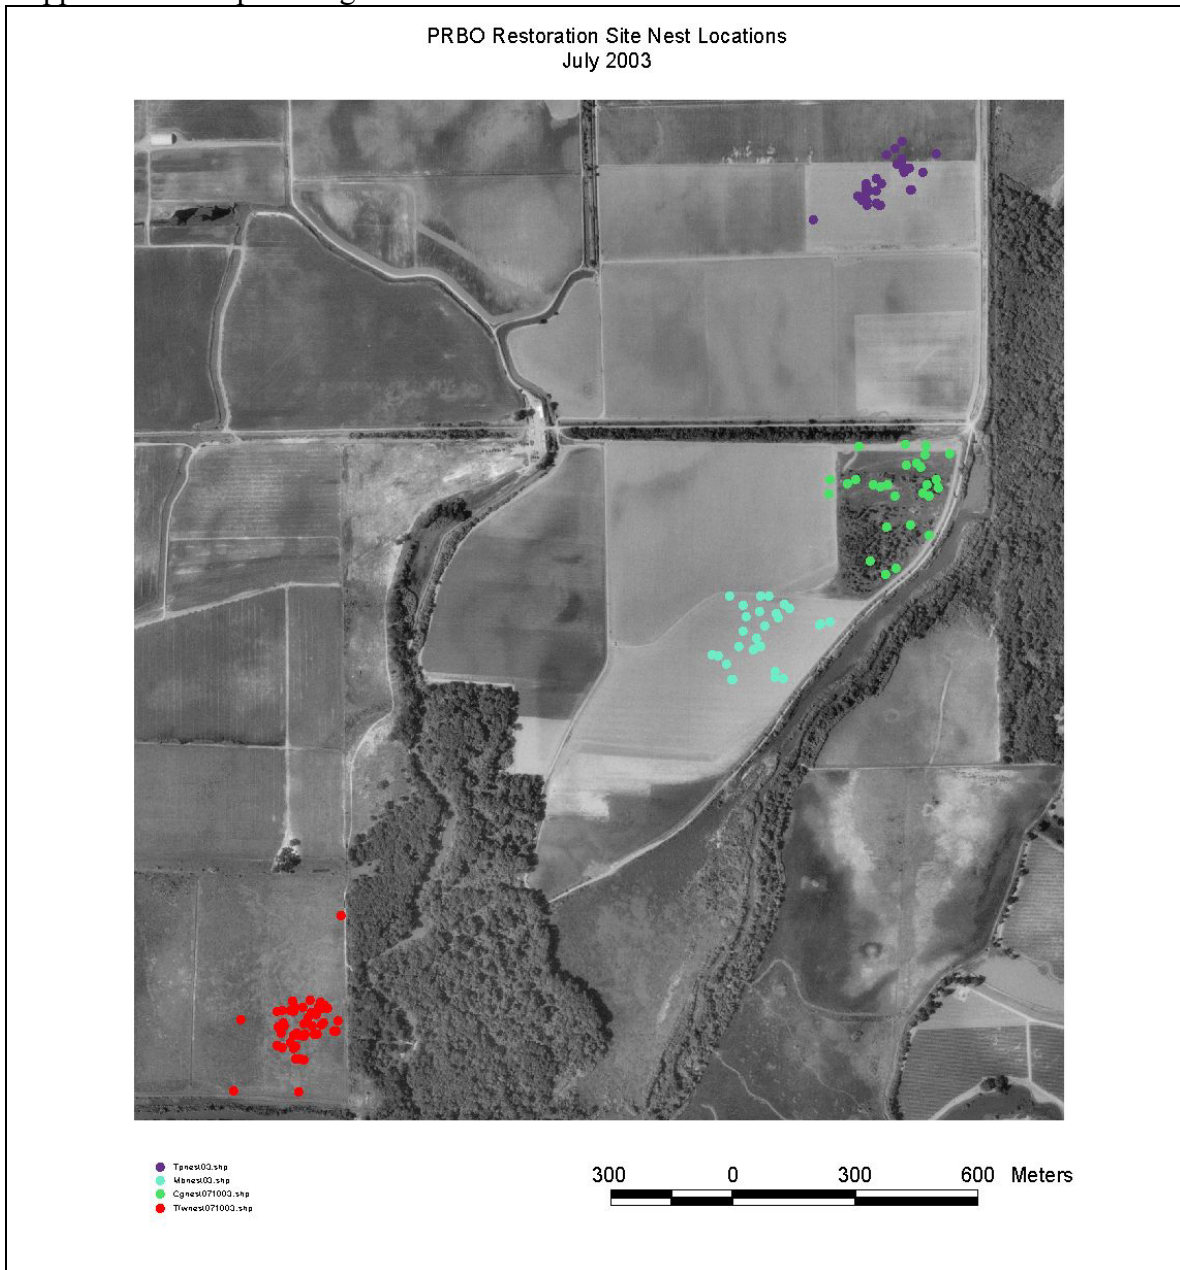 PRBO Restoration Site Nest Locations
July 2003
Tpnest03.shp
Mbnest03.shp
Cgnest071003.shp
Tfwnest071003.shp
300 0 300 600 Meters